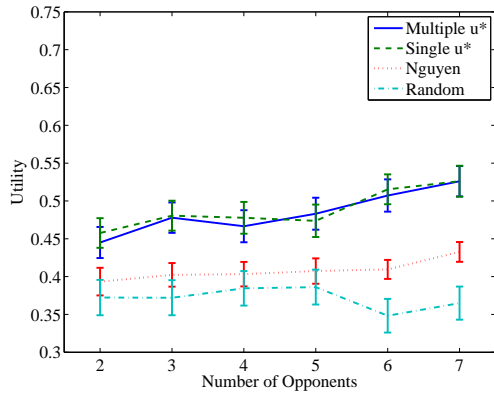 0.75
0.7
0.65
0.6
0.55
0.5
0.45
0.4
0.35
0.3
Utility
2 3 4 5 6 7
Number of Opponents
Multiple u*
Single u*
Nguyen
Random